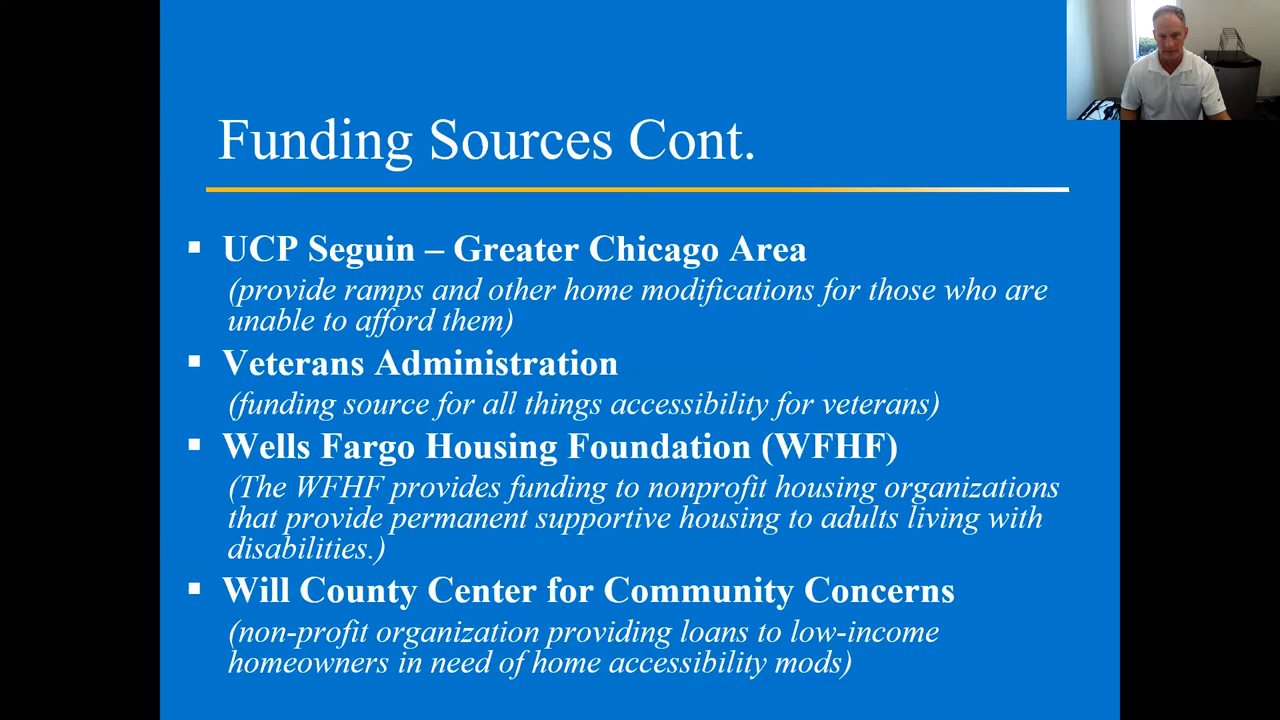 Funding Sources Cont.
▪ UCP Seguin – Greater Chicago Area
(provide ramps and other home modifications for those who are
unable to afford them)
▪ Veterans Administration
(funding source for all things accessibility for veterans)
▪ Wells Fargo Housing Foundation (WFHF)
(The WFHF provides funding to nonprofit housing organizations
that provide permanent supportive housing to adults living with
disabilities.)
▪ Will County Center for Community Concerns
(non-profit organization providing loans to low-income
homeowners in need of home accessibility mods)